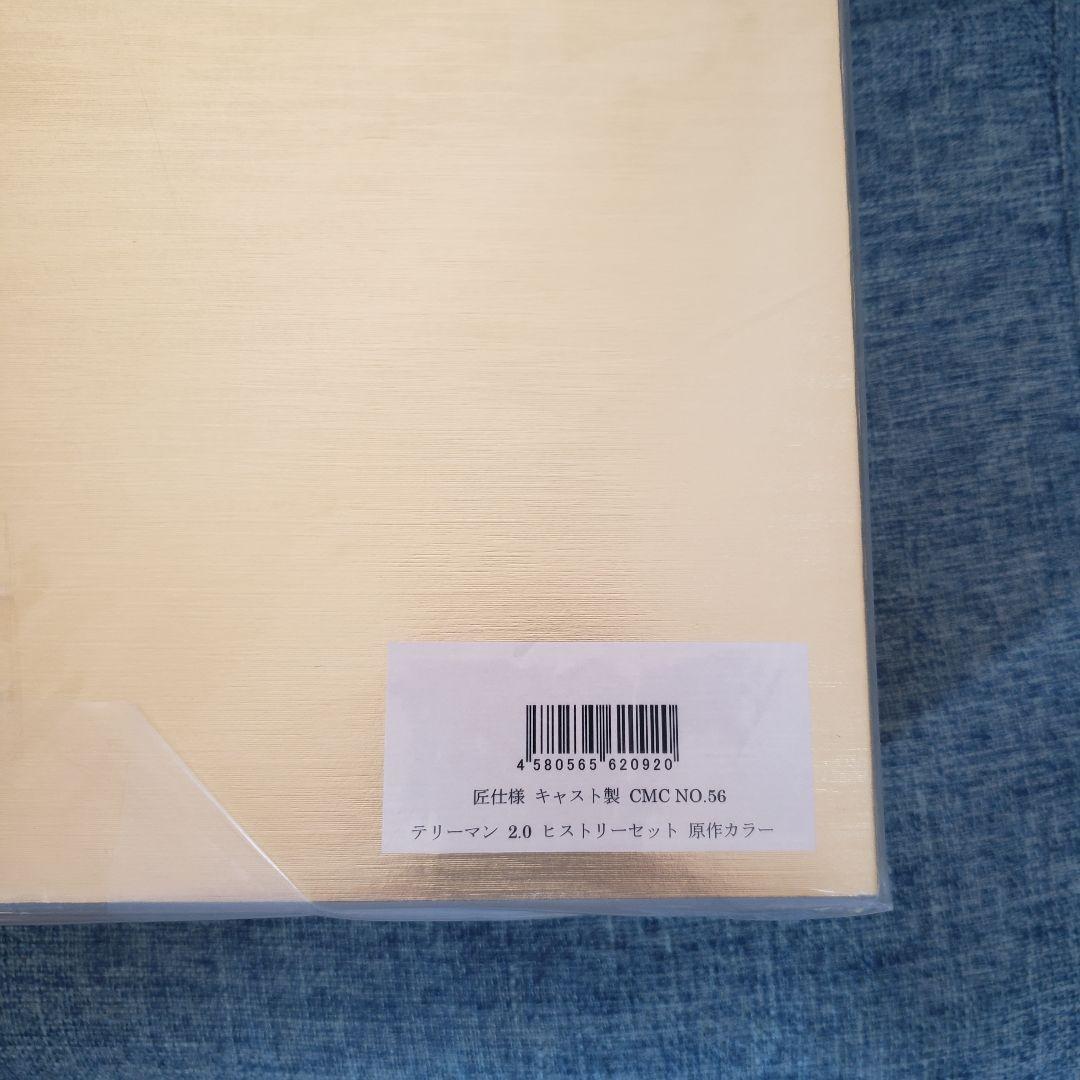 4 580565 620920
匠仕様 キャスト製 CMC NO.56
テリーマン 2.0 ヒストリーセット 原作カラー